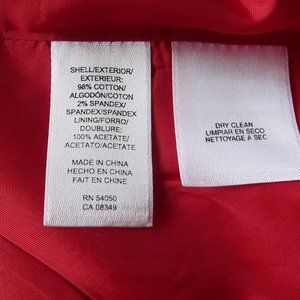 SHELL/EXTERIOR/
EXTERIEUR:
98% COTTON/
ALGODÓN/COTON
2% SPANDEX/
SPANDEX/SPANDEX
LINING/FORRO/
DOUBLURE:
100% ACETATE/
ACETATO/ACETATE
MADE IN CHINA
HECHO EN CHINA
FAIT EN CHINE
RN 54050
CA 08349
DRY CLEAN
LIMPIAR EN SECO
NETTOYAGE A SEC